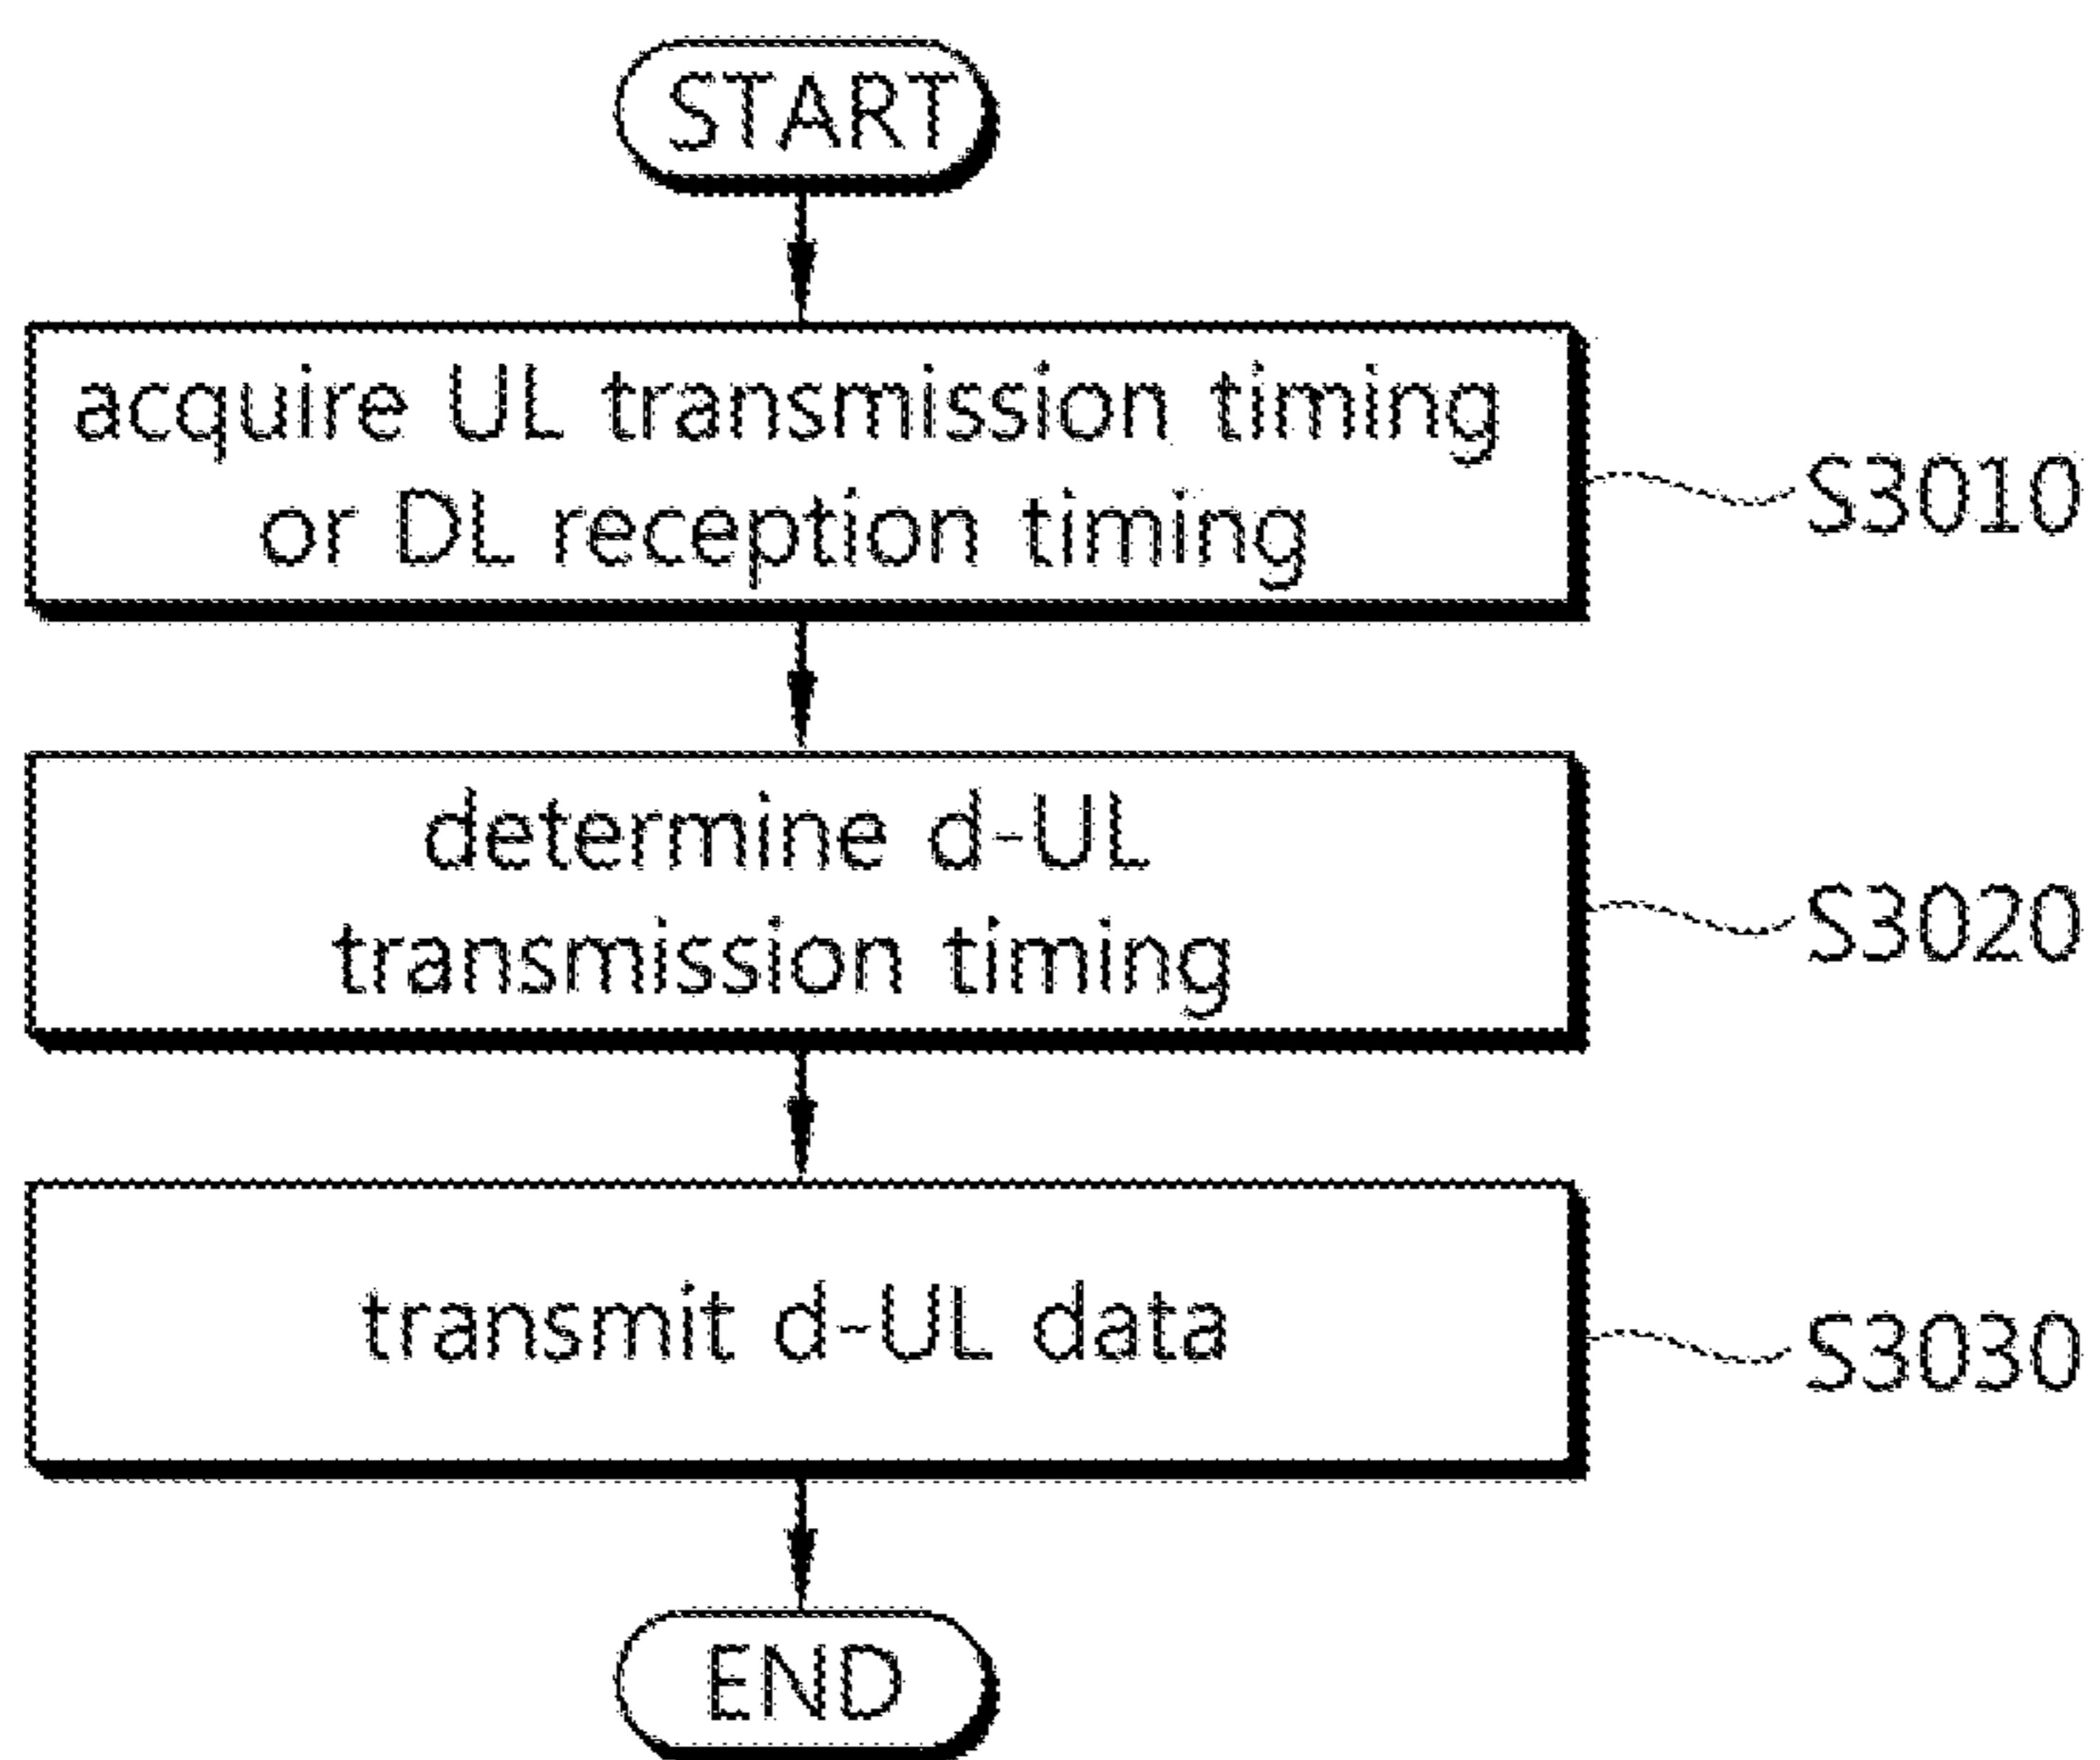 START
acquire UL transmission timing
or DL reception timing
S3010
determine d-UL
transmission timing
S3020
transmit d-UL data
S3030
END